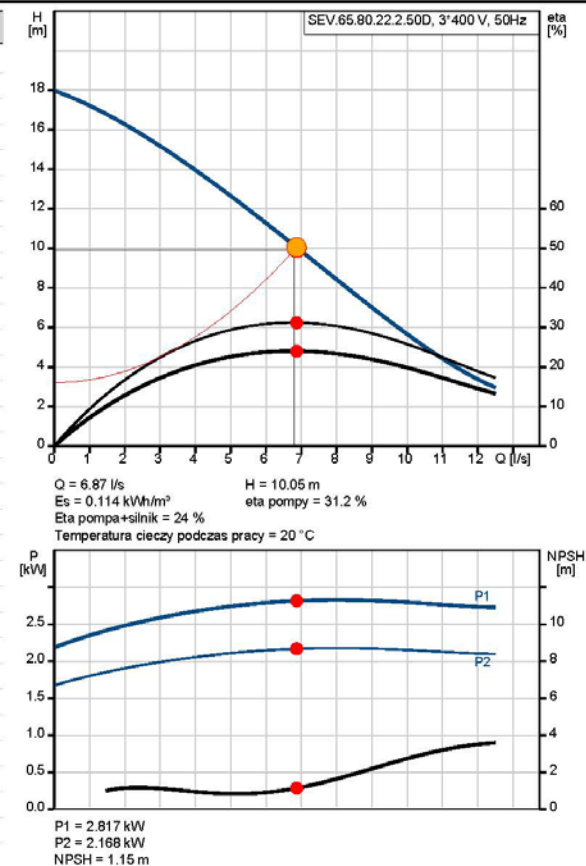 H
[m]
SEV.65.80.22.2.50D, 3*400 V, 50Hz
eta
[%]
18
16
14
12
10
8
6
4
2
0
60
50
40
30
20
10
0
0 1 2 3 4 5 6 7 8 9 10 11 12 Q [l/s]
Q = 6.87 l/s H = 10.05 m
Es = 0.114 kWh/m³ eta pompy = 31.2 %
Eta pompa+silnik = 24 %
Temperatura cieczy podczas pracy = 20 °C
P
[kW]
NPSH
[m]
P1
P2
2.5
2.0
1.5
1.0
0.5
0.0
10
8
6
4
2
0
P1 = 2.817 kW
P2 = 2.168 kW
NPSH = 1.15 m